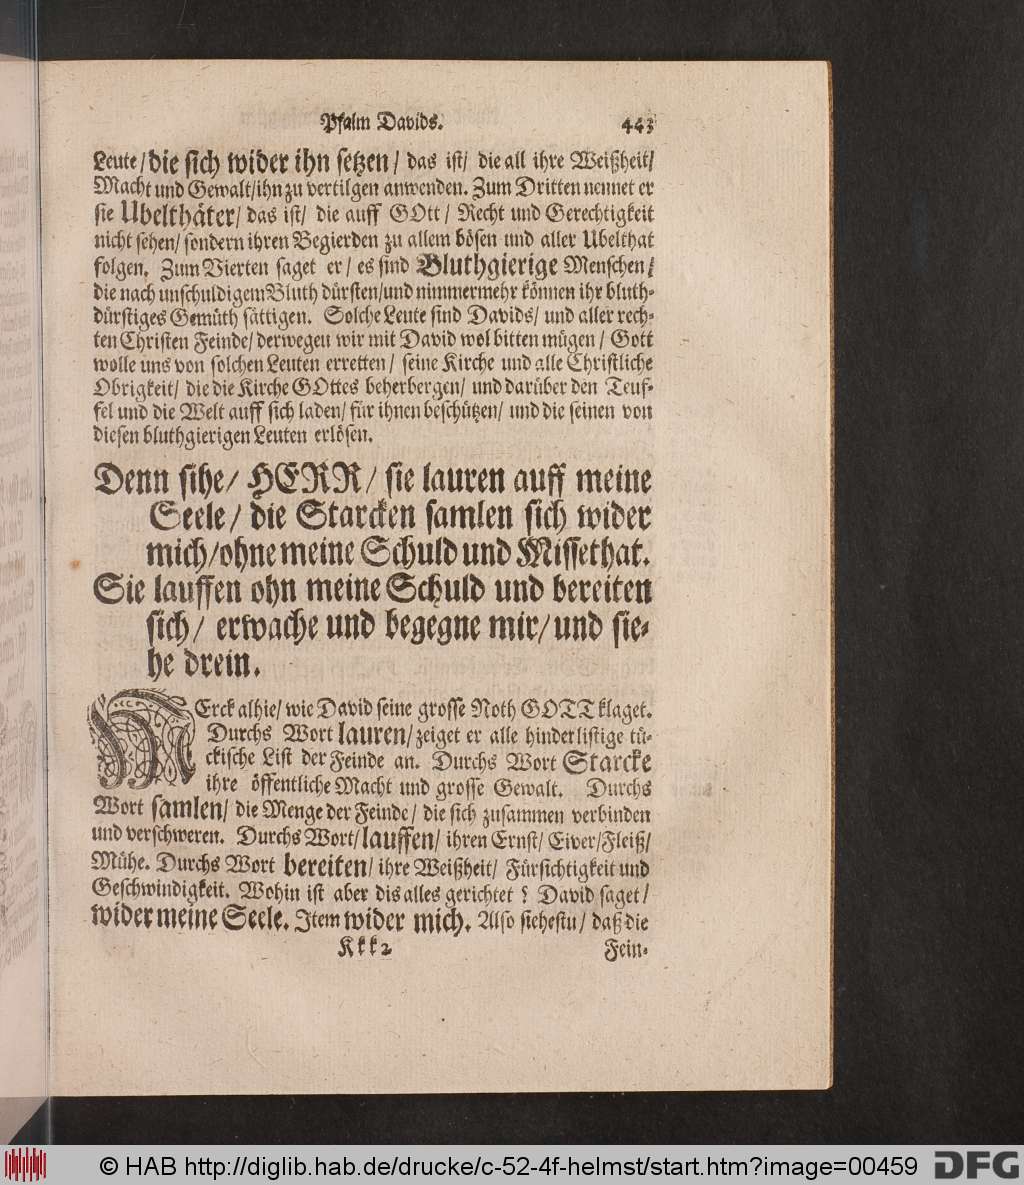 Psalm Davids. 443
Leute/ die sich wider ihn setzen/ das ist/ die all ihre Weißheit/
Macht und Gewalt/ ihn zu vertilgen anwenden. Zum Dritten nennet er
sie Ubelthäter/ das ist/ die auff GOtt/ Recht und Gerechtigkeit
nicht sehen/ sondern ihren Begierden zu allem bösen und aller Ubelthat
folgen. Zum Vierten saget er/ es sind Bluthgierige Menschen/
die nach unschuldigem Bluth dürsten/ und nimmermehr können ihr bluth-
dürstiges Gemüth sättigen. Solche Leute sind Davids/ und aller rech-
ten Christen Feinde/ derwegen wir mit David wol bitten mügen/ Gott
wolle uns von solchen Leuten erretten/ seine Kirche und alle Christliche
Obrigkeit/ die die Kirche GOttes beherbergen/ und darüber den Teuf-
fel und die Welt auff sich laden/ für ihnen beschützen/ und die seinen von
diesen bluthgierigen Leuten erlösen.
Denn sihe/ HERR/ sie lauren auff meine
Seele/ die Starcken samlen sich wider
mich/ ohne meine Schuld und Missethat.
Sie lauffen ohn meine Schuld und bereiten
sich/ erwache und begegne mir/ und sie-
he drein.
MErck alhie/ wie David seine grosse Noth GOTT klaget.
Durchs Wort lauren/ zeiget er alle hinderlistige tü-
ckische List der Feinde an. Durchs Wort Starcke
ihre öffentliche Macht und grosse Gewalt. Durchs
Wort samlen/ die Menge der Feinde/ die sich zusammen verbinden
und verschweren. Durchs Wort/ lauffen/ ihren Ernst/ Eiver/ Fleiß/
Mühe. Durchs Wort bereiten/ ihre Weißheit/ Fürsichtigkeit und
Geschwindigkeit. Wohin ist aber dis alles gerichtet? David saget/
wider meine Seele. Item wider mich. Also siehestu/ daß die
Kkk2 Fein-
© HAB http://diglib.hab.de/drucke/c-52-4f-helmst/start.htm?image=00459 DFG